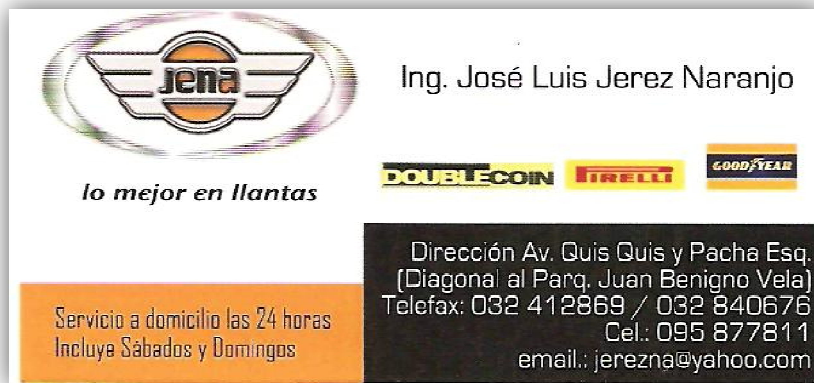 jena
lo mejor en llantas
Servicio a domicilio las 24 horas
Incluye Sábados y Domingos
Ing. José Luis Jerez Naranjo
DOUBLECOIN PIRELLI GOOD YEAR
Dirección Av. Quis Quis y Pacha Esq.
(Diagonal al Parq. Juan Benigno Vela)
Telefax: 032 412869 / 032 840676
Cel.: 095 877811
email.: jerezna@yahoo.com